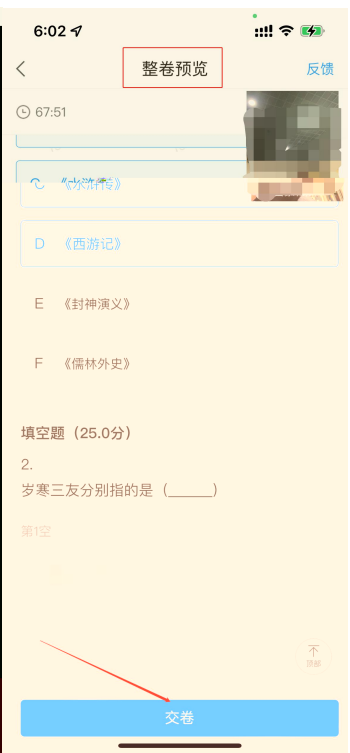 6:02
整卷预览
反馈
67:51
C 《水浒传》
D 《西游记》
E 《封神演义》
F 《儒林外史》
填空题（25.0分）
2.
岁寒三友分别指的是（_____）
第1空
顶部
交卷